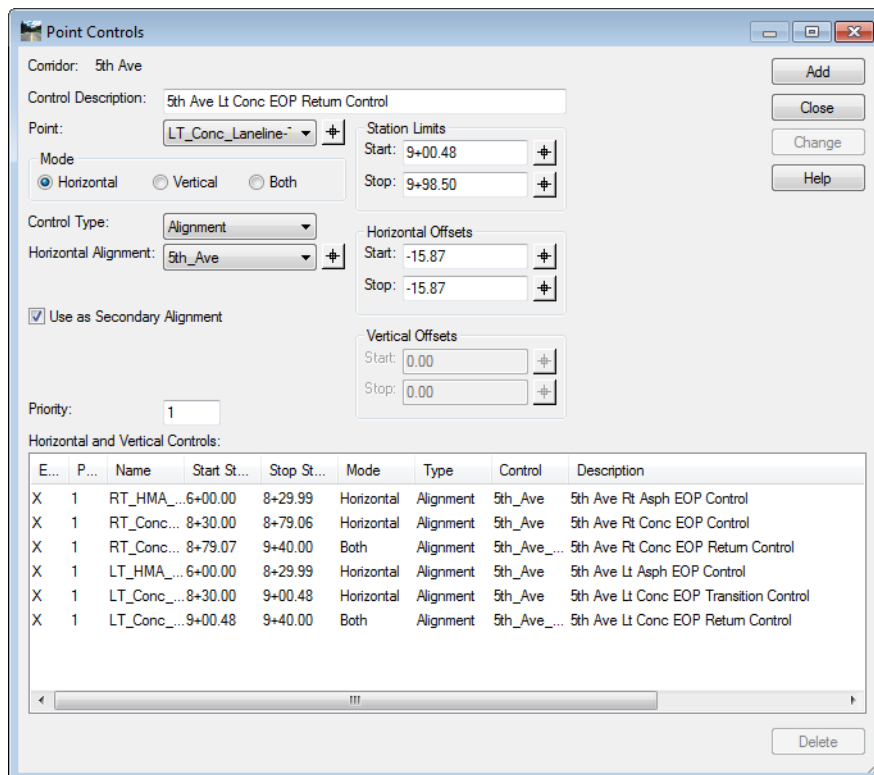 Point Controls
Corridor: 5th Ave
Add
Control Description: 5th Ave Lt Conc EOP Return Control
Close
Point: LT_Conc_Laneline-
Station Limits
Change
Mode
Start: 9+00.48
Horizontal Vertical Both
Stop: 9+98.50
Help
Control Type: Alignment
Horizontal Offsets
Horizontal Alignment: 5th_Ave
Start: -15.87
Stop: -15.87
Use as Secondary Alignment
Vertical Offsets
Start: 0.00
Stop: 0.00
Priority: 1
Horizontal and Vertical Controls:
E... P... Name Start St... Stop St... Mode Type Control Description
X 1 RT_HMA_... 6+00.00 8+29.99 Horizontal Alignment 5th_Ave 5th Ave Rt Asph EOP Control
X 1 RT_Conc... 8+30.00 8+79.06 Horizontal Alignment 5th_Ave 5th Ave Rt Conc EOP Control
X 1 RT_Conc... 8+79.07 9+40.00 Both Alignment 5th_Ave_... 5th Ave Rt Conc EOP Return Control
X 1 LT_HMA_... 6+00.00 8+29.99 Horizontal Alignment 5th_Ave 5th Ave Lt Asph EOP Control
X 1 LT_Conc_... 8+30.00 9+00.48 Horizontal Alignment 5th_Ave 5th Ave Lt Conc EOP Transition Control
X 1 LT_Conc_... 9+00.48 9+40.00 Both Alignment 5th_Ave_... 5th Ave Lt Conc EOP Return Control
Delete